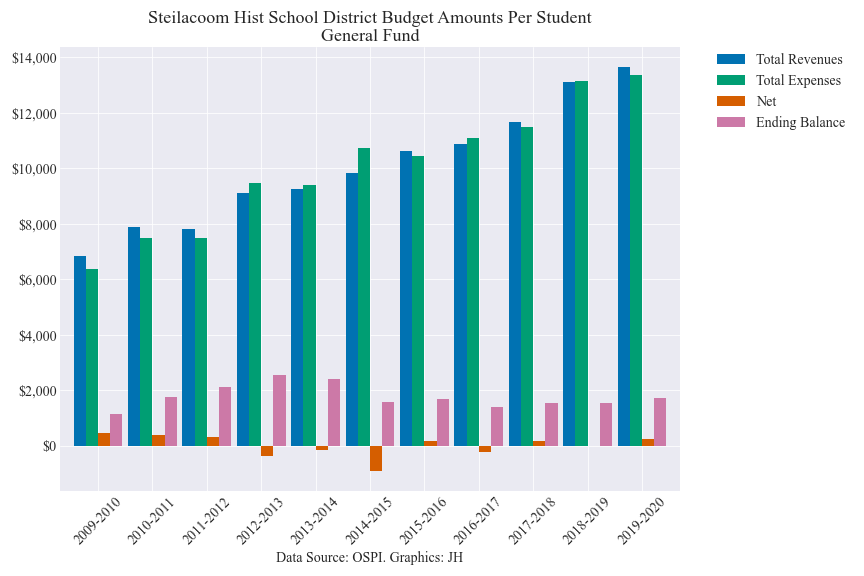 Steilacoom Hist School District Budget Amounts Per Student
General Fund
$14,000
$12,000
$10,000
$8,000
$6,000
$4,000
$2,000
$0
Total Revenues
Total Expenses
Net
Ending Balance
2009-2010
2010-2011
2011-2012
2012-2013
2013-2014
2014-2015
2015-2016
2016-2017
2017-2018
2018-2019
2019-2020
Data Source: OSPI. Graphics: JH